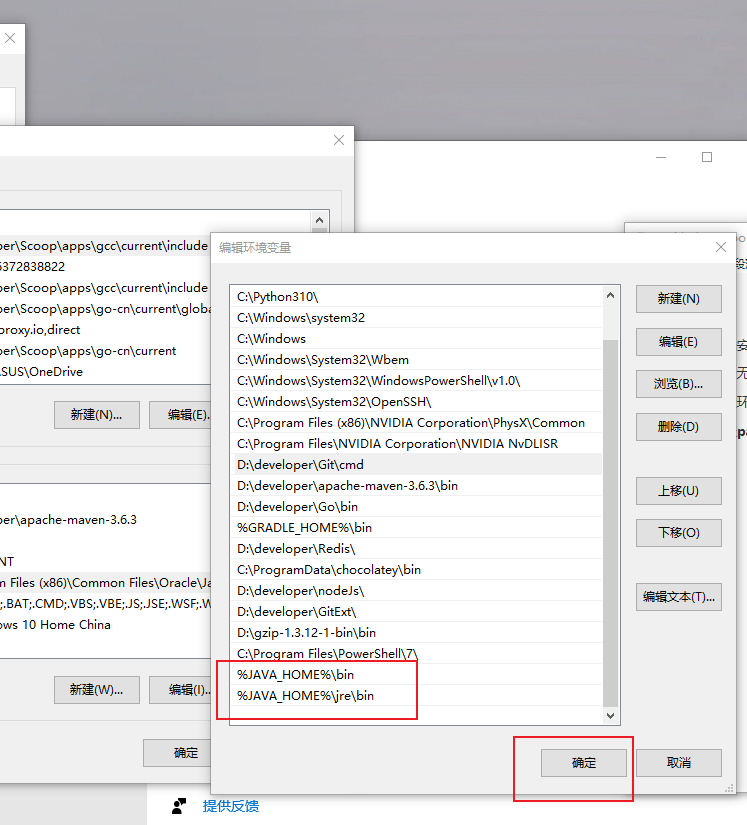 编辑环境变量
per\Scoop\apps\gcc\current\include
5372838822
per\Scoop\apps\gcc\current\include
per\Scoop\apps\go-cn\current\globa
proxy.io,direct
per\Scoop\apps\go-cn\current
ASUS\OneDrive
新建(N)...
编辑(E)...
per\apache-maven-3.6.3
NT
m Files (x86)\Common Files\Oracle\Ja
;.BAT;.CMD;.VBS;.VBE;.JS;.JSE;.WSF;.W
ows 10 Home China
新建(W)...
编辑(I)...
确定
C:\Python310\
C:\Windows\system32
C:\Windows
C:\Windows\System32\Wbem
C:\Windows\System32\WindowsPowerShell\v1.0\
C:\Windows\System32\OpenSSH\
C:\Program Files (x86)\NVIDIA Corporation\PhysX\Common
C:\Program Files\NVIDIA Corporation\NVIDIA NvDLISR
D:\developer\Git\cmd
D:\developer\apache-maven-3.6.3\bin
D:\developer\Go\bin
%GRADLE_HOME%\bin
D:\developer\Redis\
C:\ProgramData\chocolatey\bin
D:\developer\nodeJs\
D:\developer\GitExt\
D:\gzip-1.3.12-1-bin\bin
C:\Program Files\PowerShell\7\
%JAVA_HOME%\bin
%JAVA_HOME%\jre\bin
新建(N)
编辑(E)
浏览(B)...
删除(D)
上移(U)
下移(O)
编辑文本(T)...
确定
取消
提供反馈